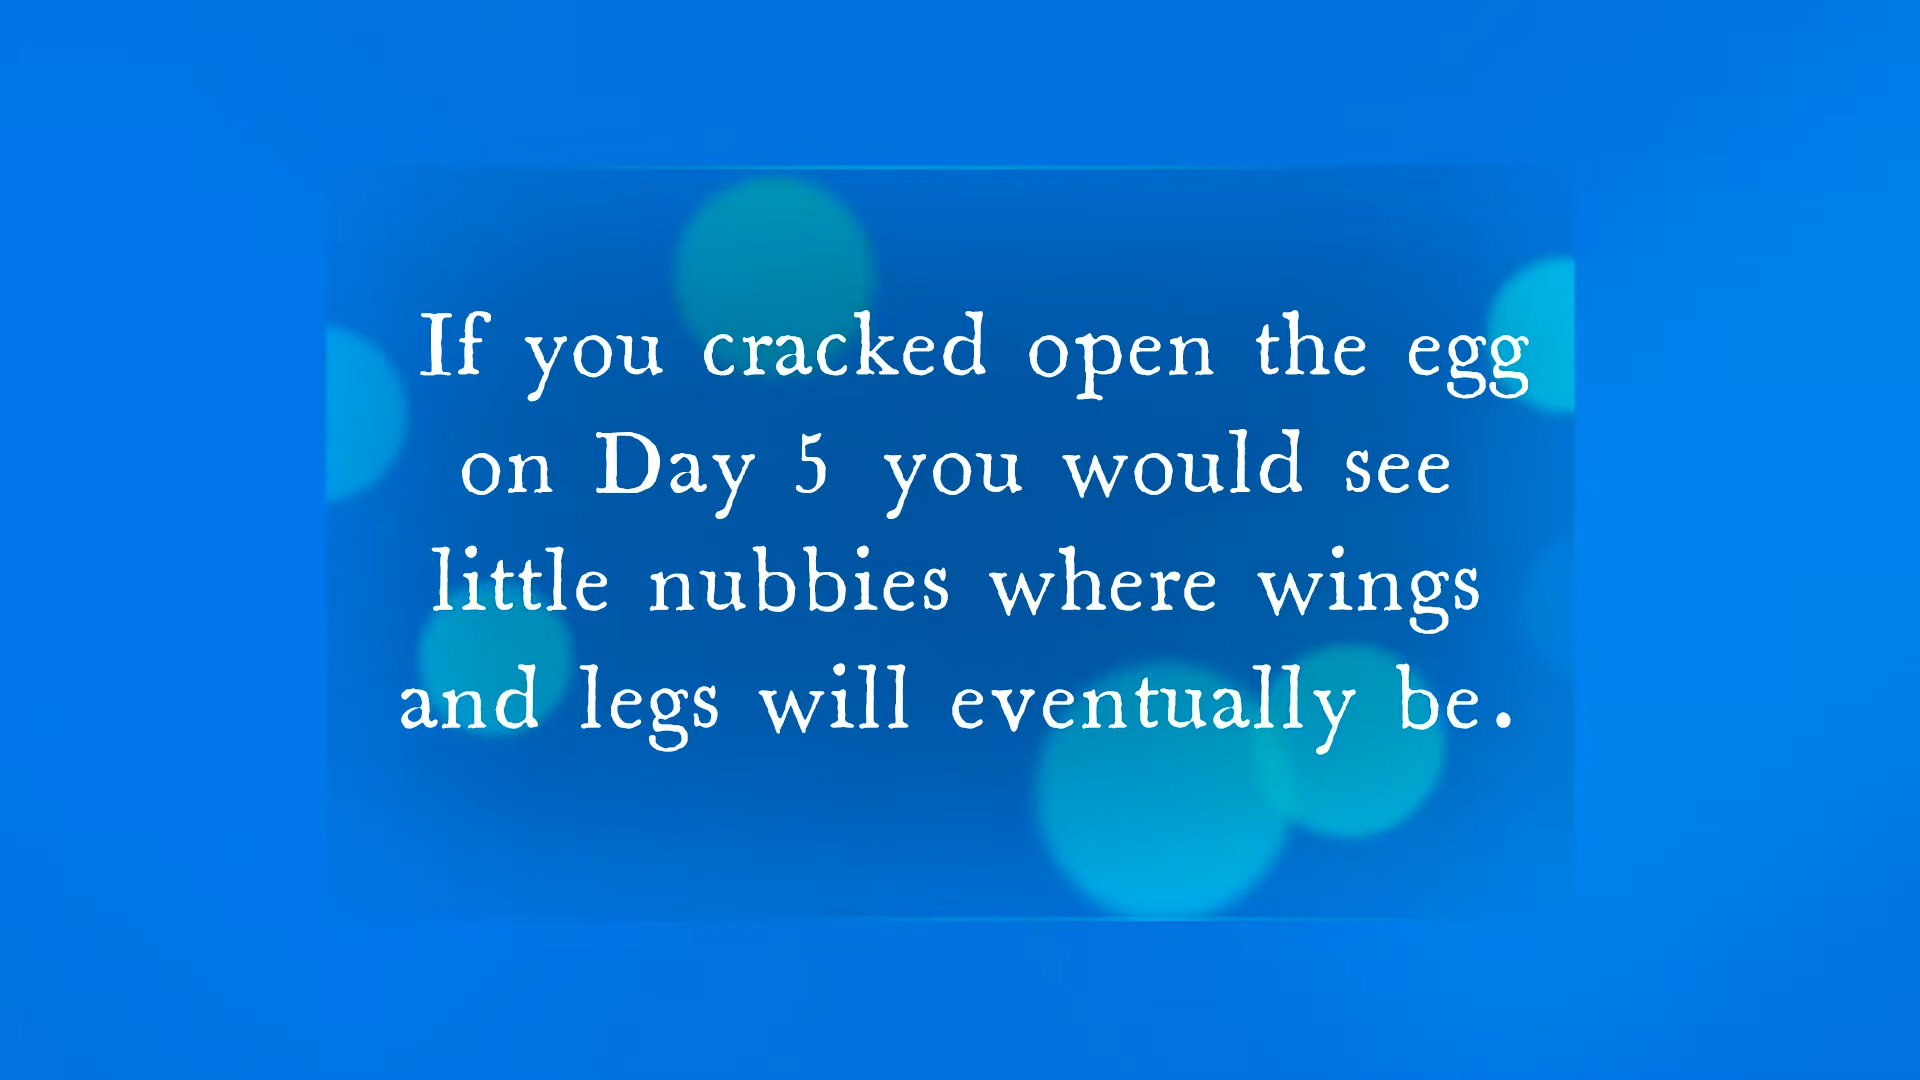 If you cracked open the egg
on Day 5 you would see
little nubbies where wings
and legs will eventually be.